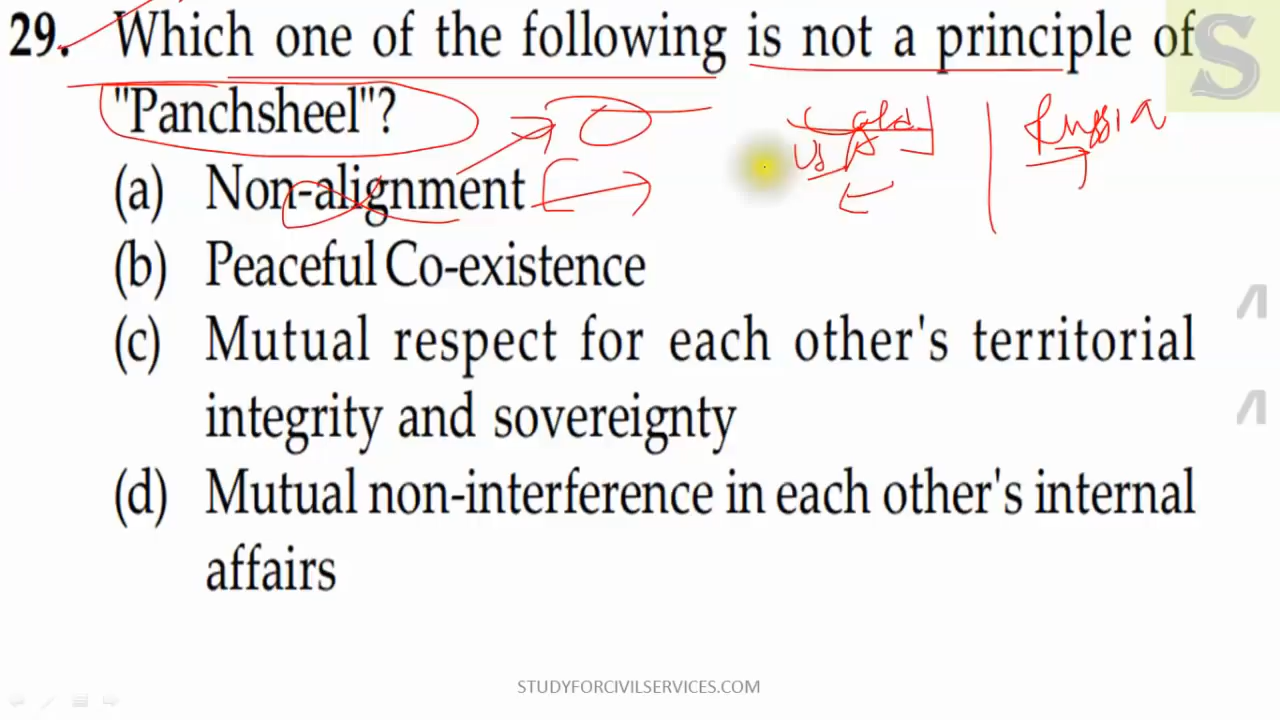 29. Which one of the following is not a principle of
"Panchsheel"?
Cold
USA
Russia
(a) Non-alignment
(b) Peaceful Co-existence
(c) Mutual respect for each other's territorial
integrity and sovereignty
(d) Mutual non-interference in each other's internal
affairs
S
STUDYFORCIVILSERVICES.COM